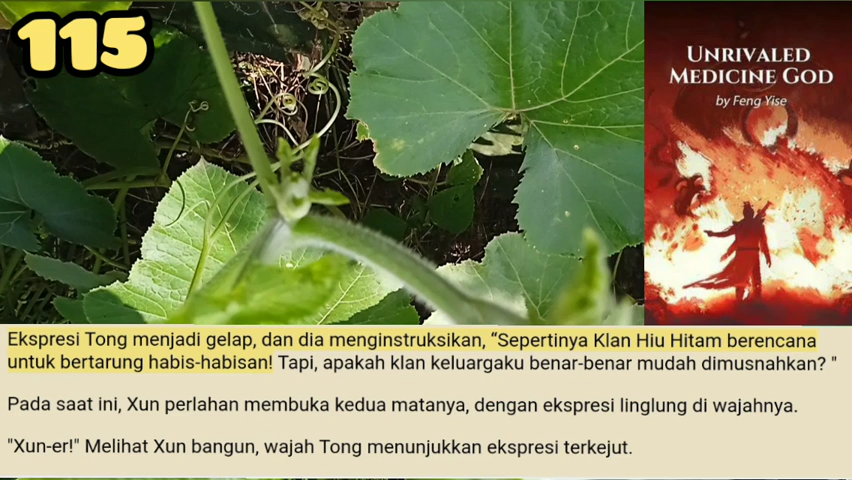 115
UNRIVALED
MEDICINE GOD
by Feng Yise
Ekspresi Tong menjadi gelap, dan dia menginstruksikan, “Sepertinya Klan Hiu Hitam berencana
untuk bertarung habis-habisan! Tapi, apakah klan keluargaku benar-benar mudah dimusnahkan? "
Pada saat ini, Xun perlahan membuka kedua matanya, dengan ekspresi linglung di wajahnya.
"Xun-er!" Melihat Xun bangun, wajah Tong menunjukkan ekspresi terkejut.